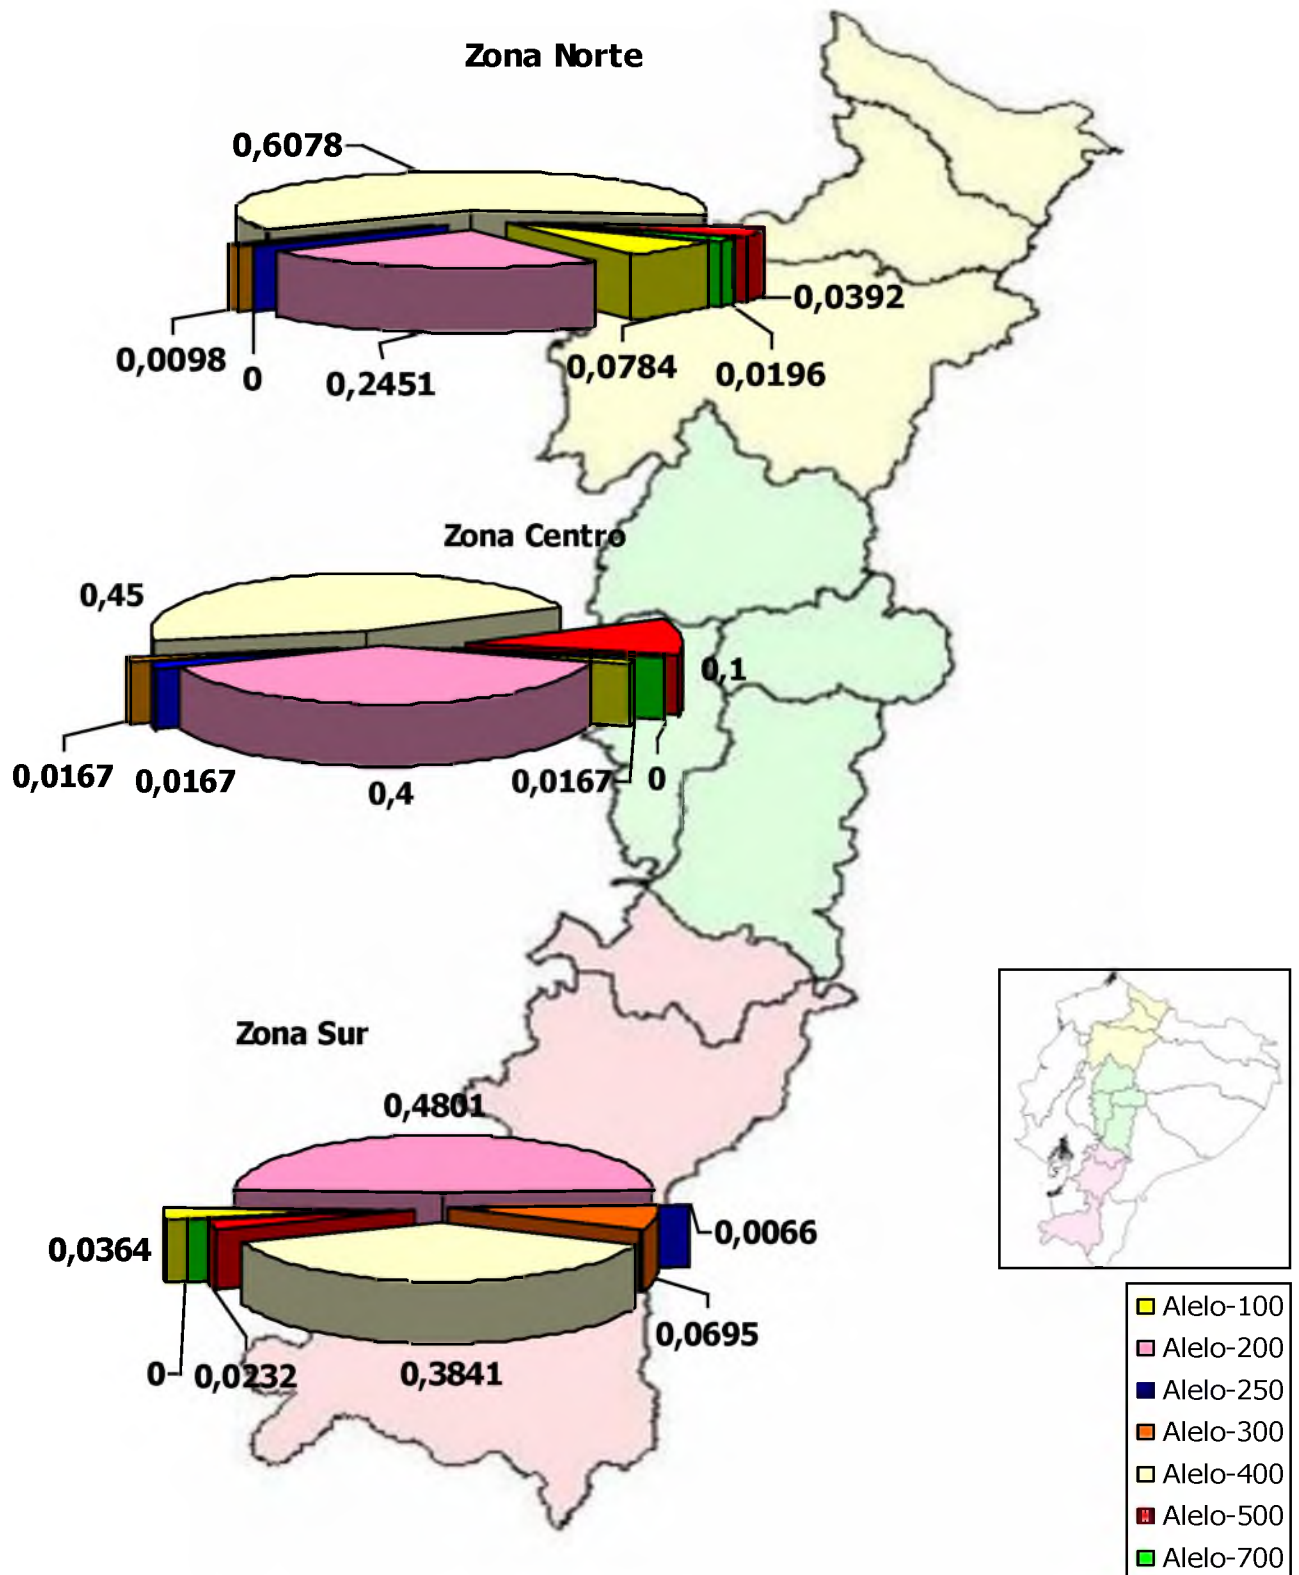 Zona Norte
0,6078
0,0392
0,0098
0
0,2451
0,0784
0,0196
Zona Centro
0,45
0,1
0,0167
0,0167
0,4
0,0167
0
Zona Sur
0,4801
0,0066
0,0364
0,0695
0
0,0232
0,3841
Alelo-100
Alelo-200
Alelo-250
Alelo-300
Alelo-400
Alelo-500
Alelo-700